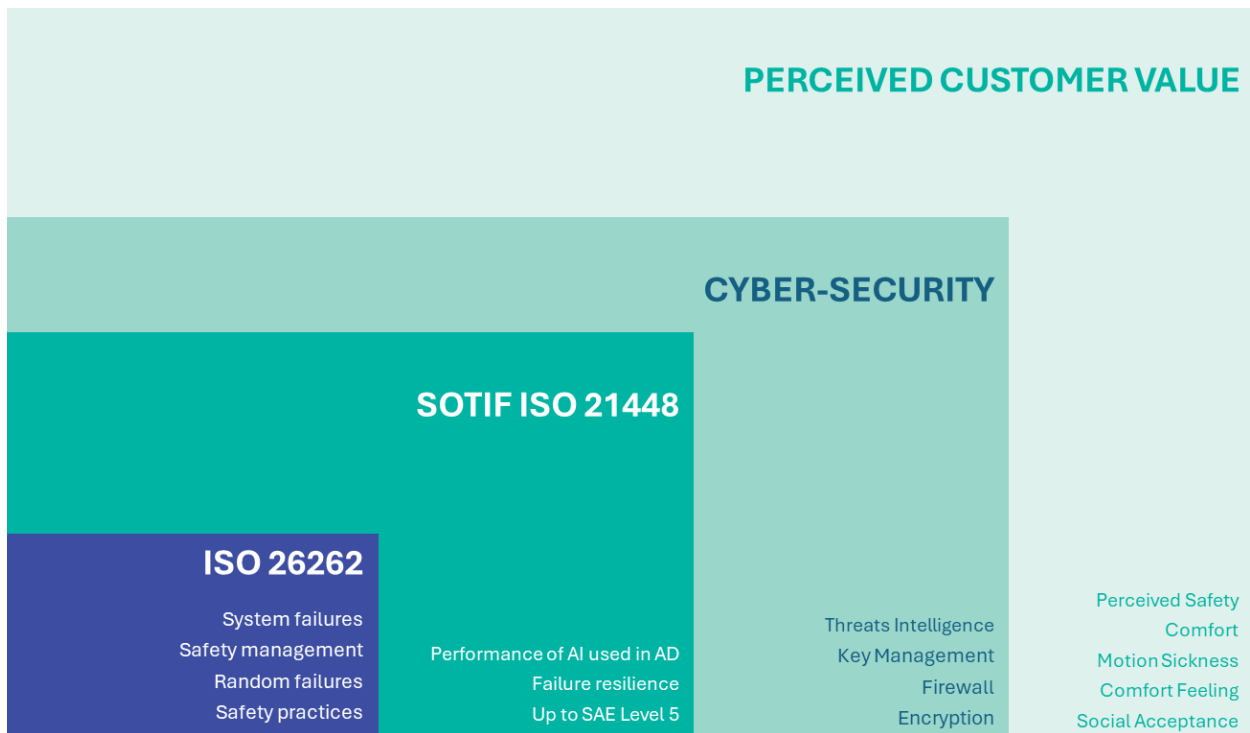 PERCEIVED CUSTOMER VALUE
CYBER-SECURITY
SOTIF ISO 21448
ISO 26262
System failures
Safety management
Random failures
Safety practices
Performance of AI used in AD
Failure resilience
Up to SAE Level 5
Threats Intelligence
Key Management
Firewall
Encryption
Perceived Safety
Comfort
Motion Sickness
Comfort Feeling
Social Acceptance